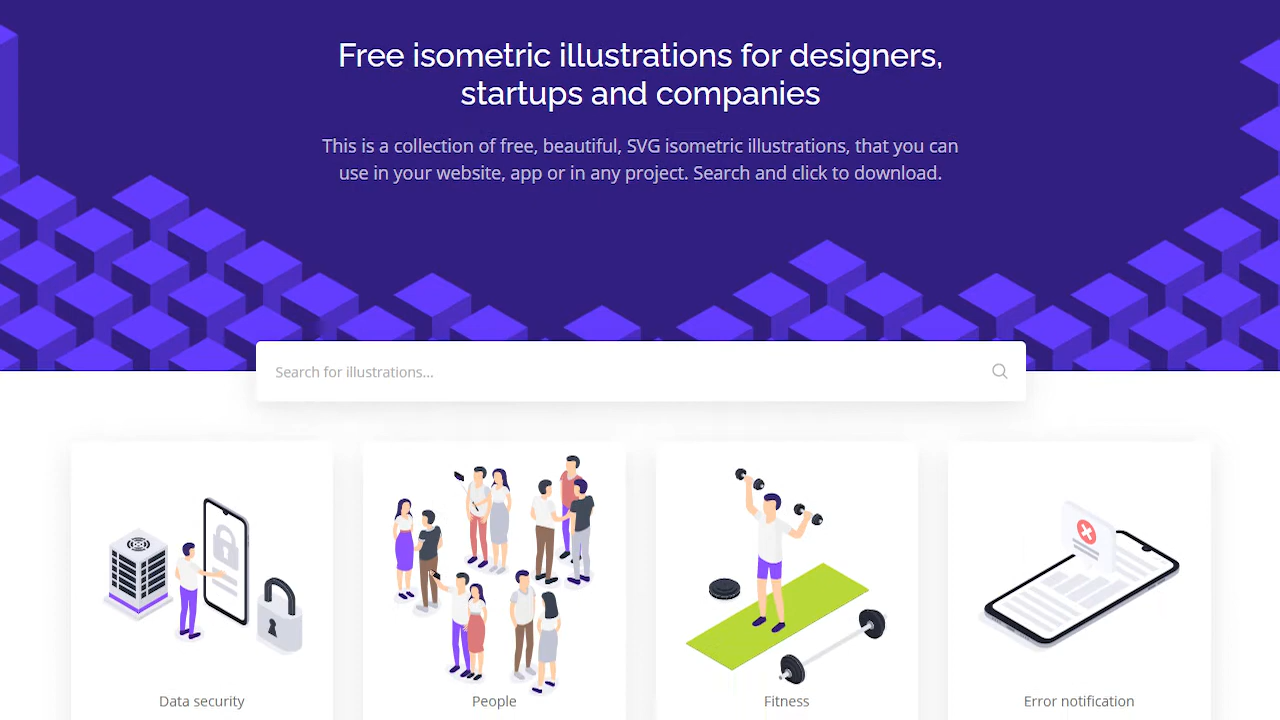 Free isometric illustrations for designers,
startups and companies
This is a collection of free, beautiful, SVG isometric illustrations, that you can
use in your website, app or in any project. Search and click to download.
Search for illustrations...
Data security
People
Fitness
Error notification